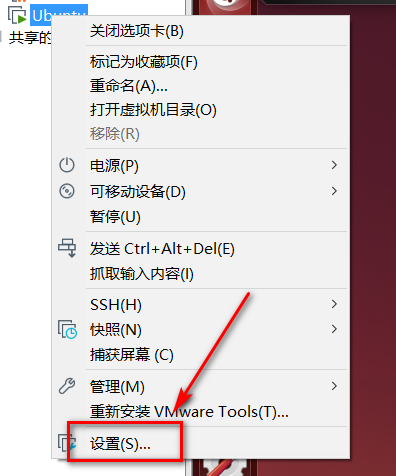 Ubuntu
共享的
关闭选项卡(B)
标记为收藏项(F)
重命名(A)...
打开虚拟机目录(O)
移除(R)
电源(P)
可移动设备(D)
暂停(U)
发送 Ctrl+Alt+Del(E)
抓取输入内容(I)
SSH(H)
快照(N)
捕获屏幕 (C)
管理(M)
重新安装 VMware Tools(T)...
设置(S)...